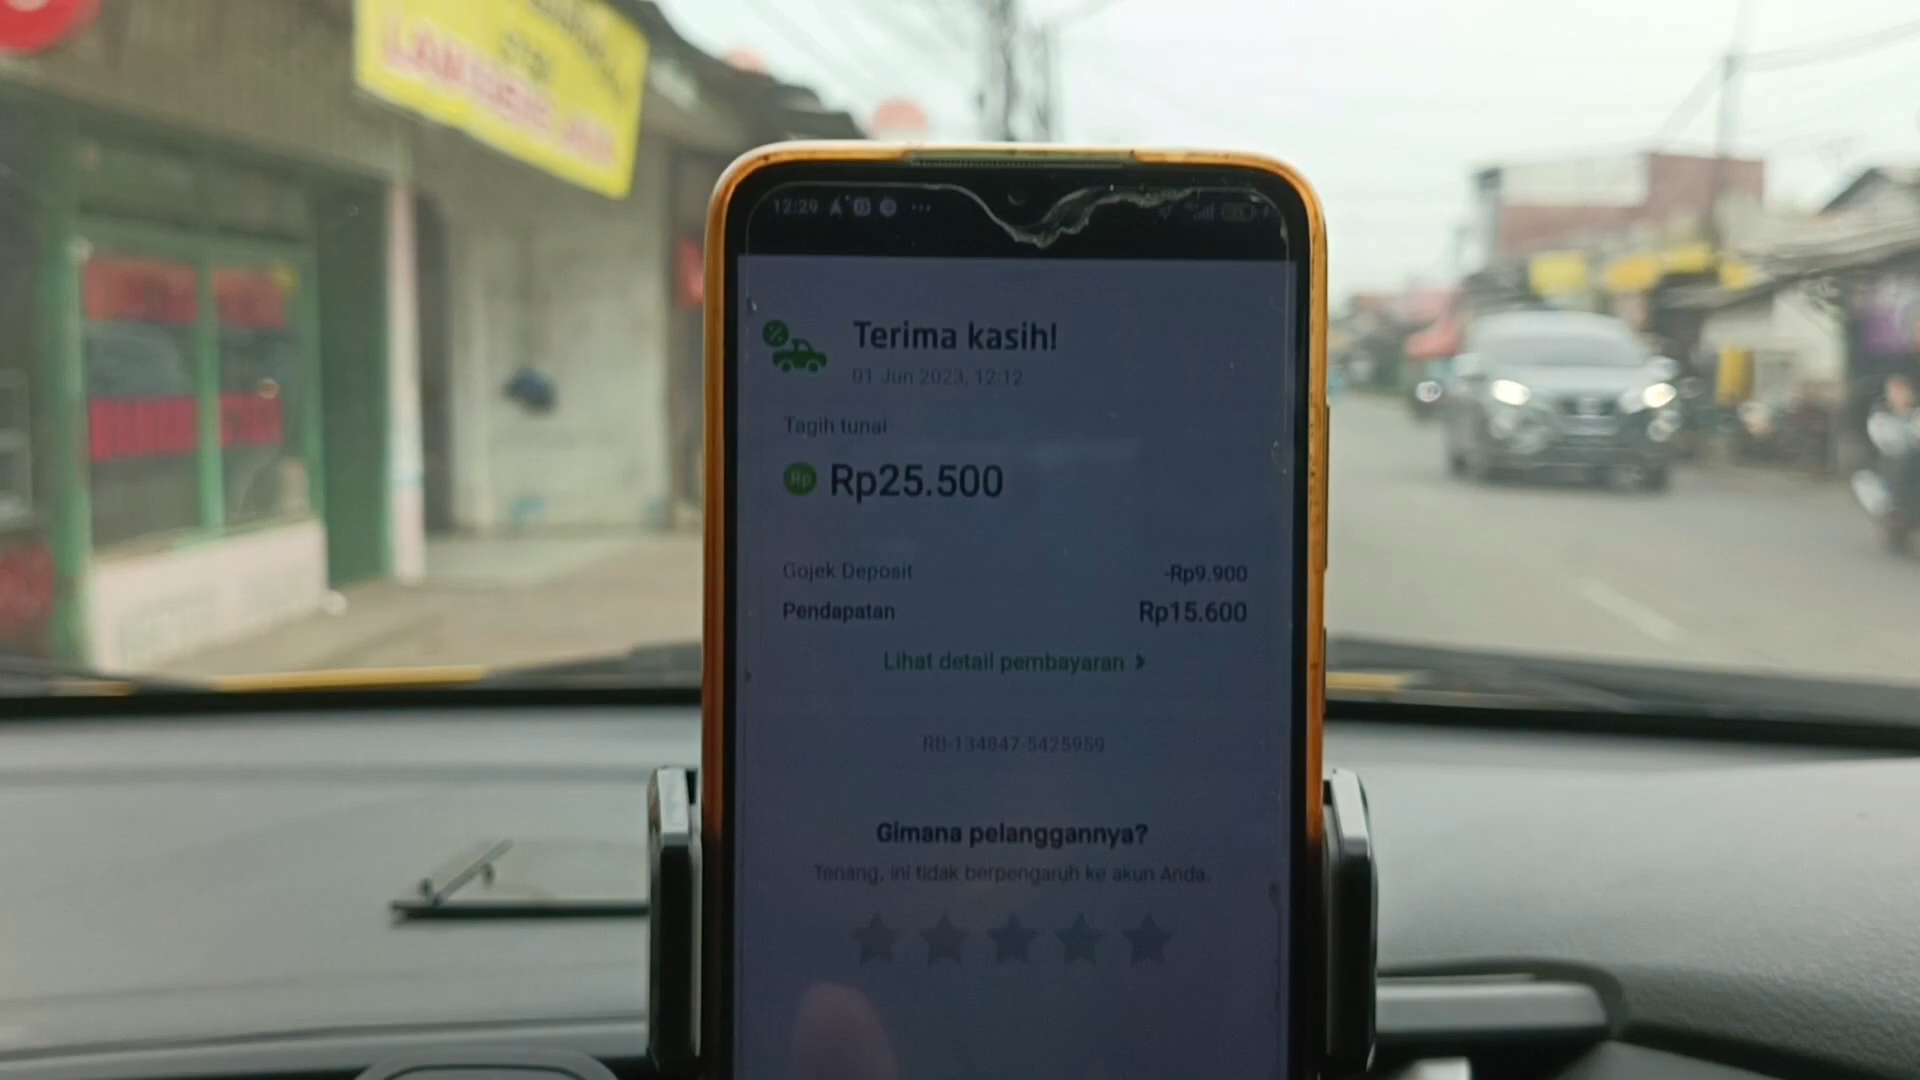 12:29
Terima kasih!
01 Jun 2023, 12:12
Tagih tunai
Rp Rp25.500
Gojek Deposit -Rp9.900
Pendapatan Rp15.600
Lihat detail pembayaran
RB-134847-5425959
Gimana pelanggannya?
Tenang, ini tidak berpengaruh ke akun Anda.